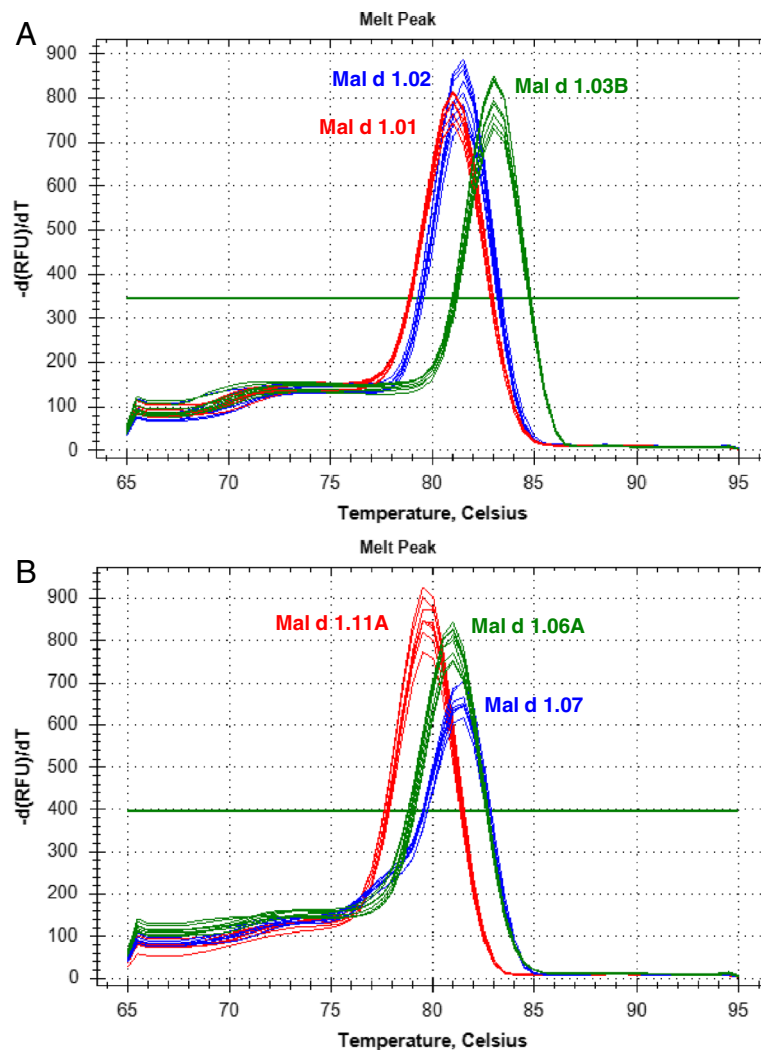 A
Melt Peak
900
800
700
600
500
400
300
200
100
0
-d(RFU)/dT
Mal d 1.02
Mal d 1.03B
Mal d 1.01
65 70 75 80 85 90 95
Temperature, Celsius
B
Melt Peak
900
800
700
600
500
400
300
200
100
0
-d(RFU)/dT
Mal d 1.11A
Mal d 1.06A
Mal d 1.07
65 70 75 80 85 90 95
Temperature, Celsius